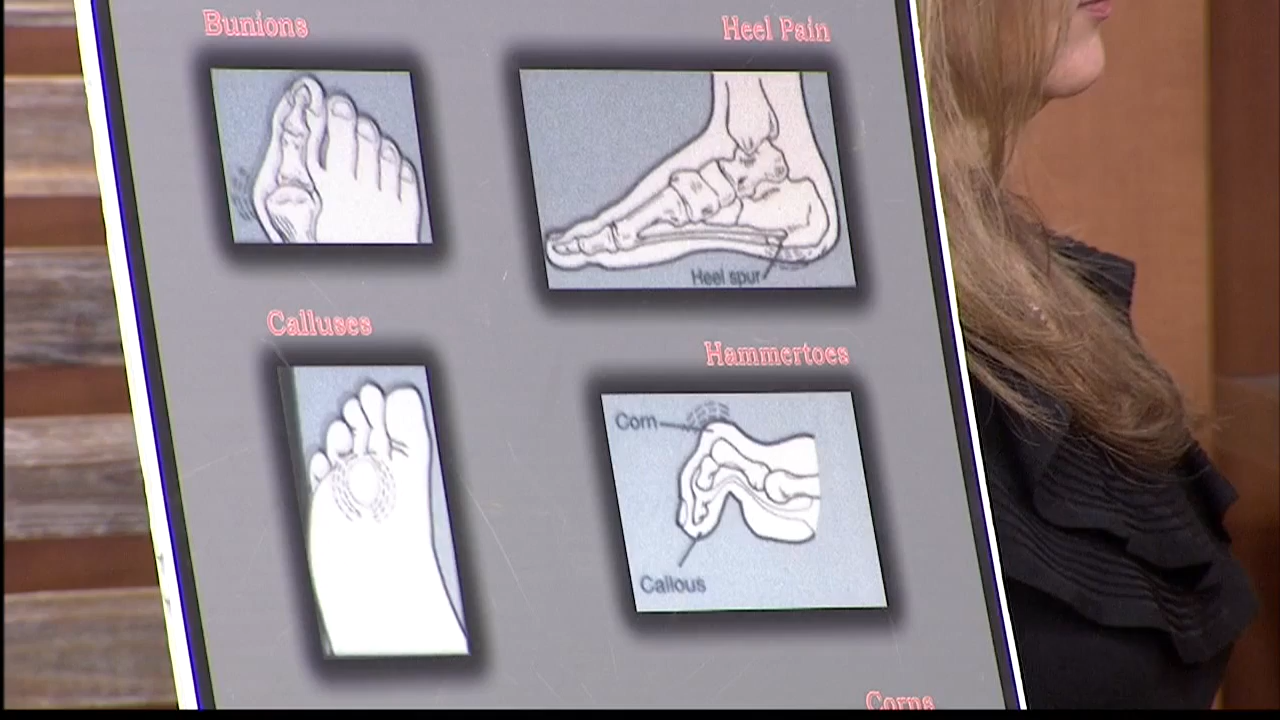 Bunions
Heel Pain
Heel spur
Calluses
Hammertoes
Corn
Callous
Corns